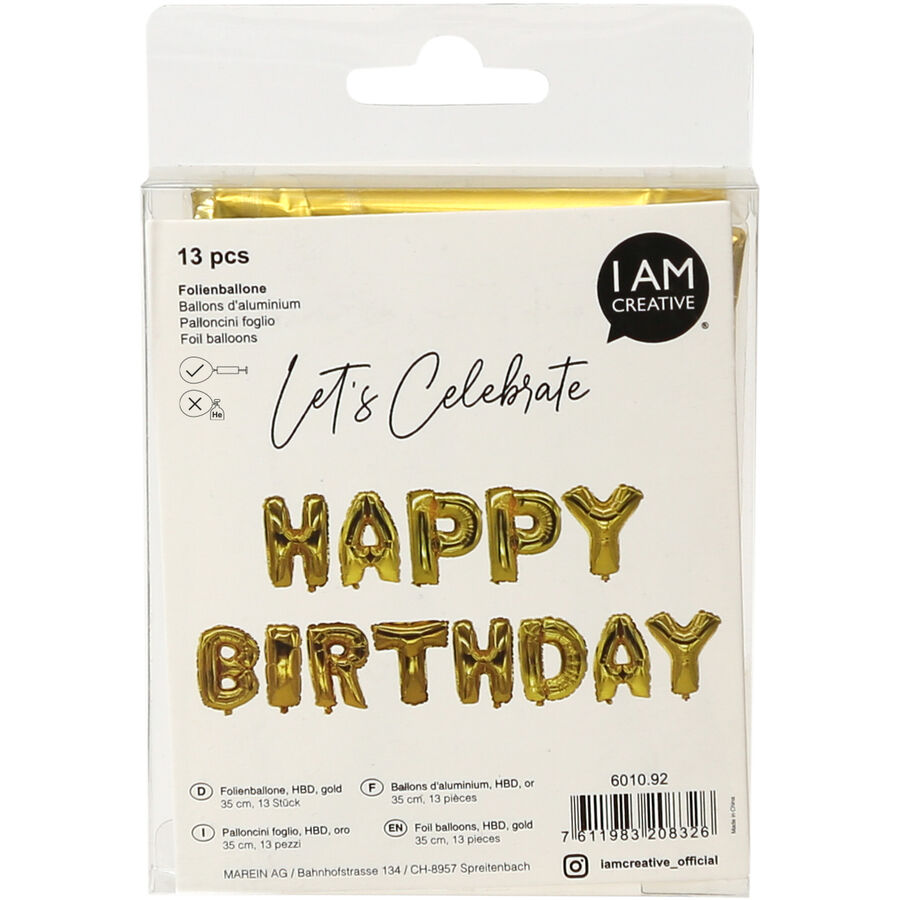 13 pcs
Folienballone
Ballons d'aluminium
Palloncini foglio
Foil balloons
He
I AM
CREATIVE
®
Let's Celebrate
HAPPY
BIRTHDAY
D Folienballone, HBD, gold
35 cm, 13 Stück
F Ballons d'aluminium, HBD, or
35 cm, 13 pièces
I Palloncini foglio, HBD, oro
35 cm, 13 pezzi
EN Foil balloons, HBD, gold
35 cm, 13 pieces
MAREIN AG / Bahnhofstrasse 134 / CH-8957 Spreitenbach
6010.92
7 611983 208326
Made in China
iamcreative_official